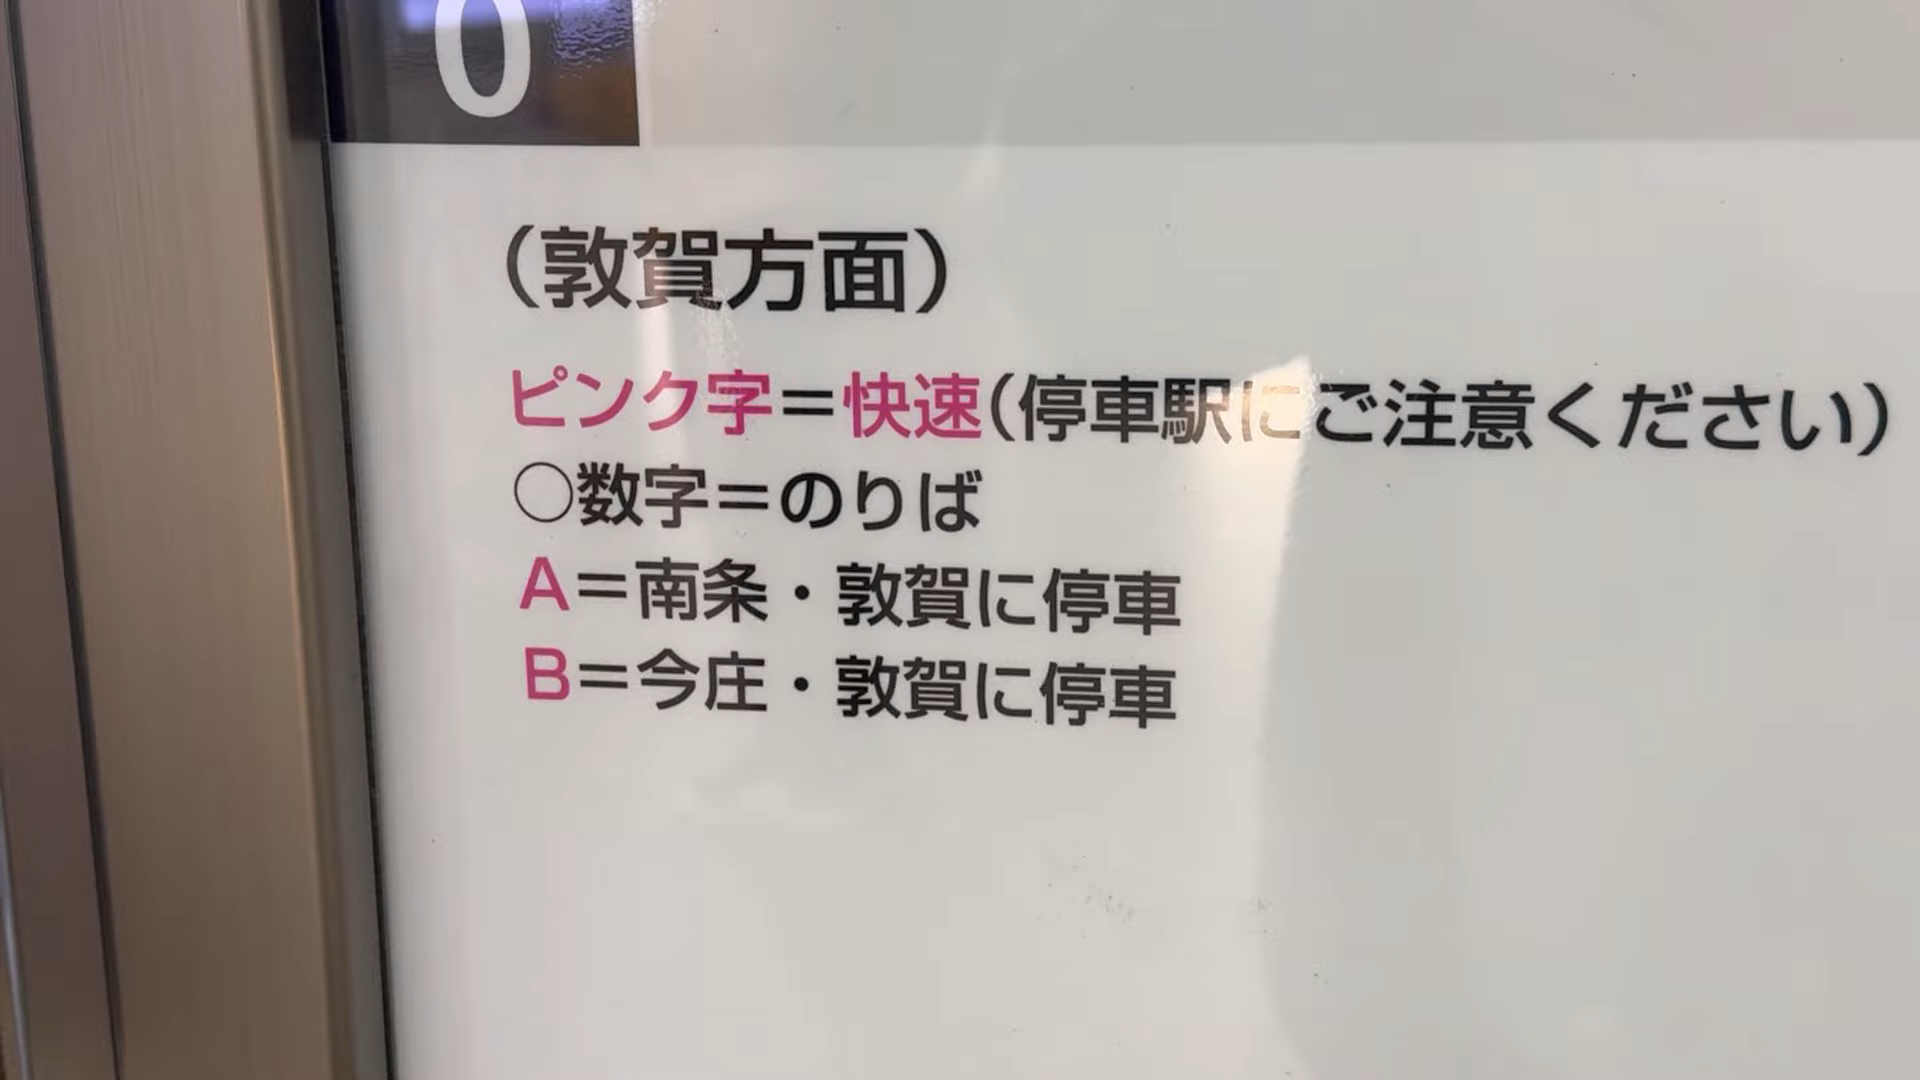 0
（敦賀方面）
ピンク字＝快速（停車駅にご注意ください）
○数字＝のりば
A＝南条・敦賀に停車
B＝今庄・敦賀に停車